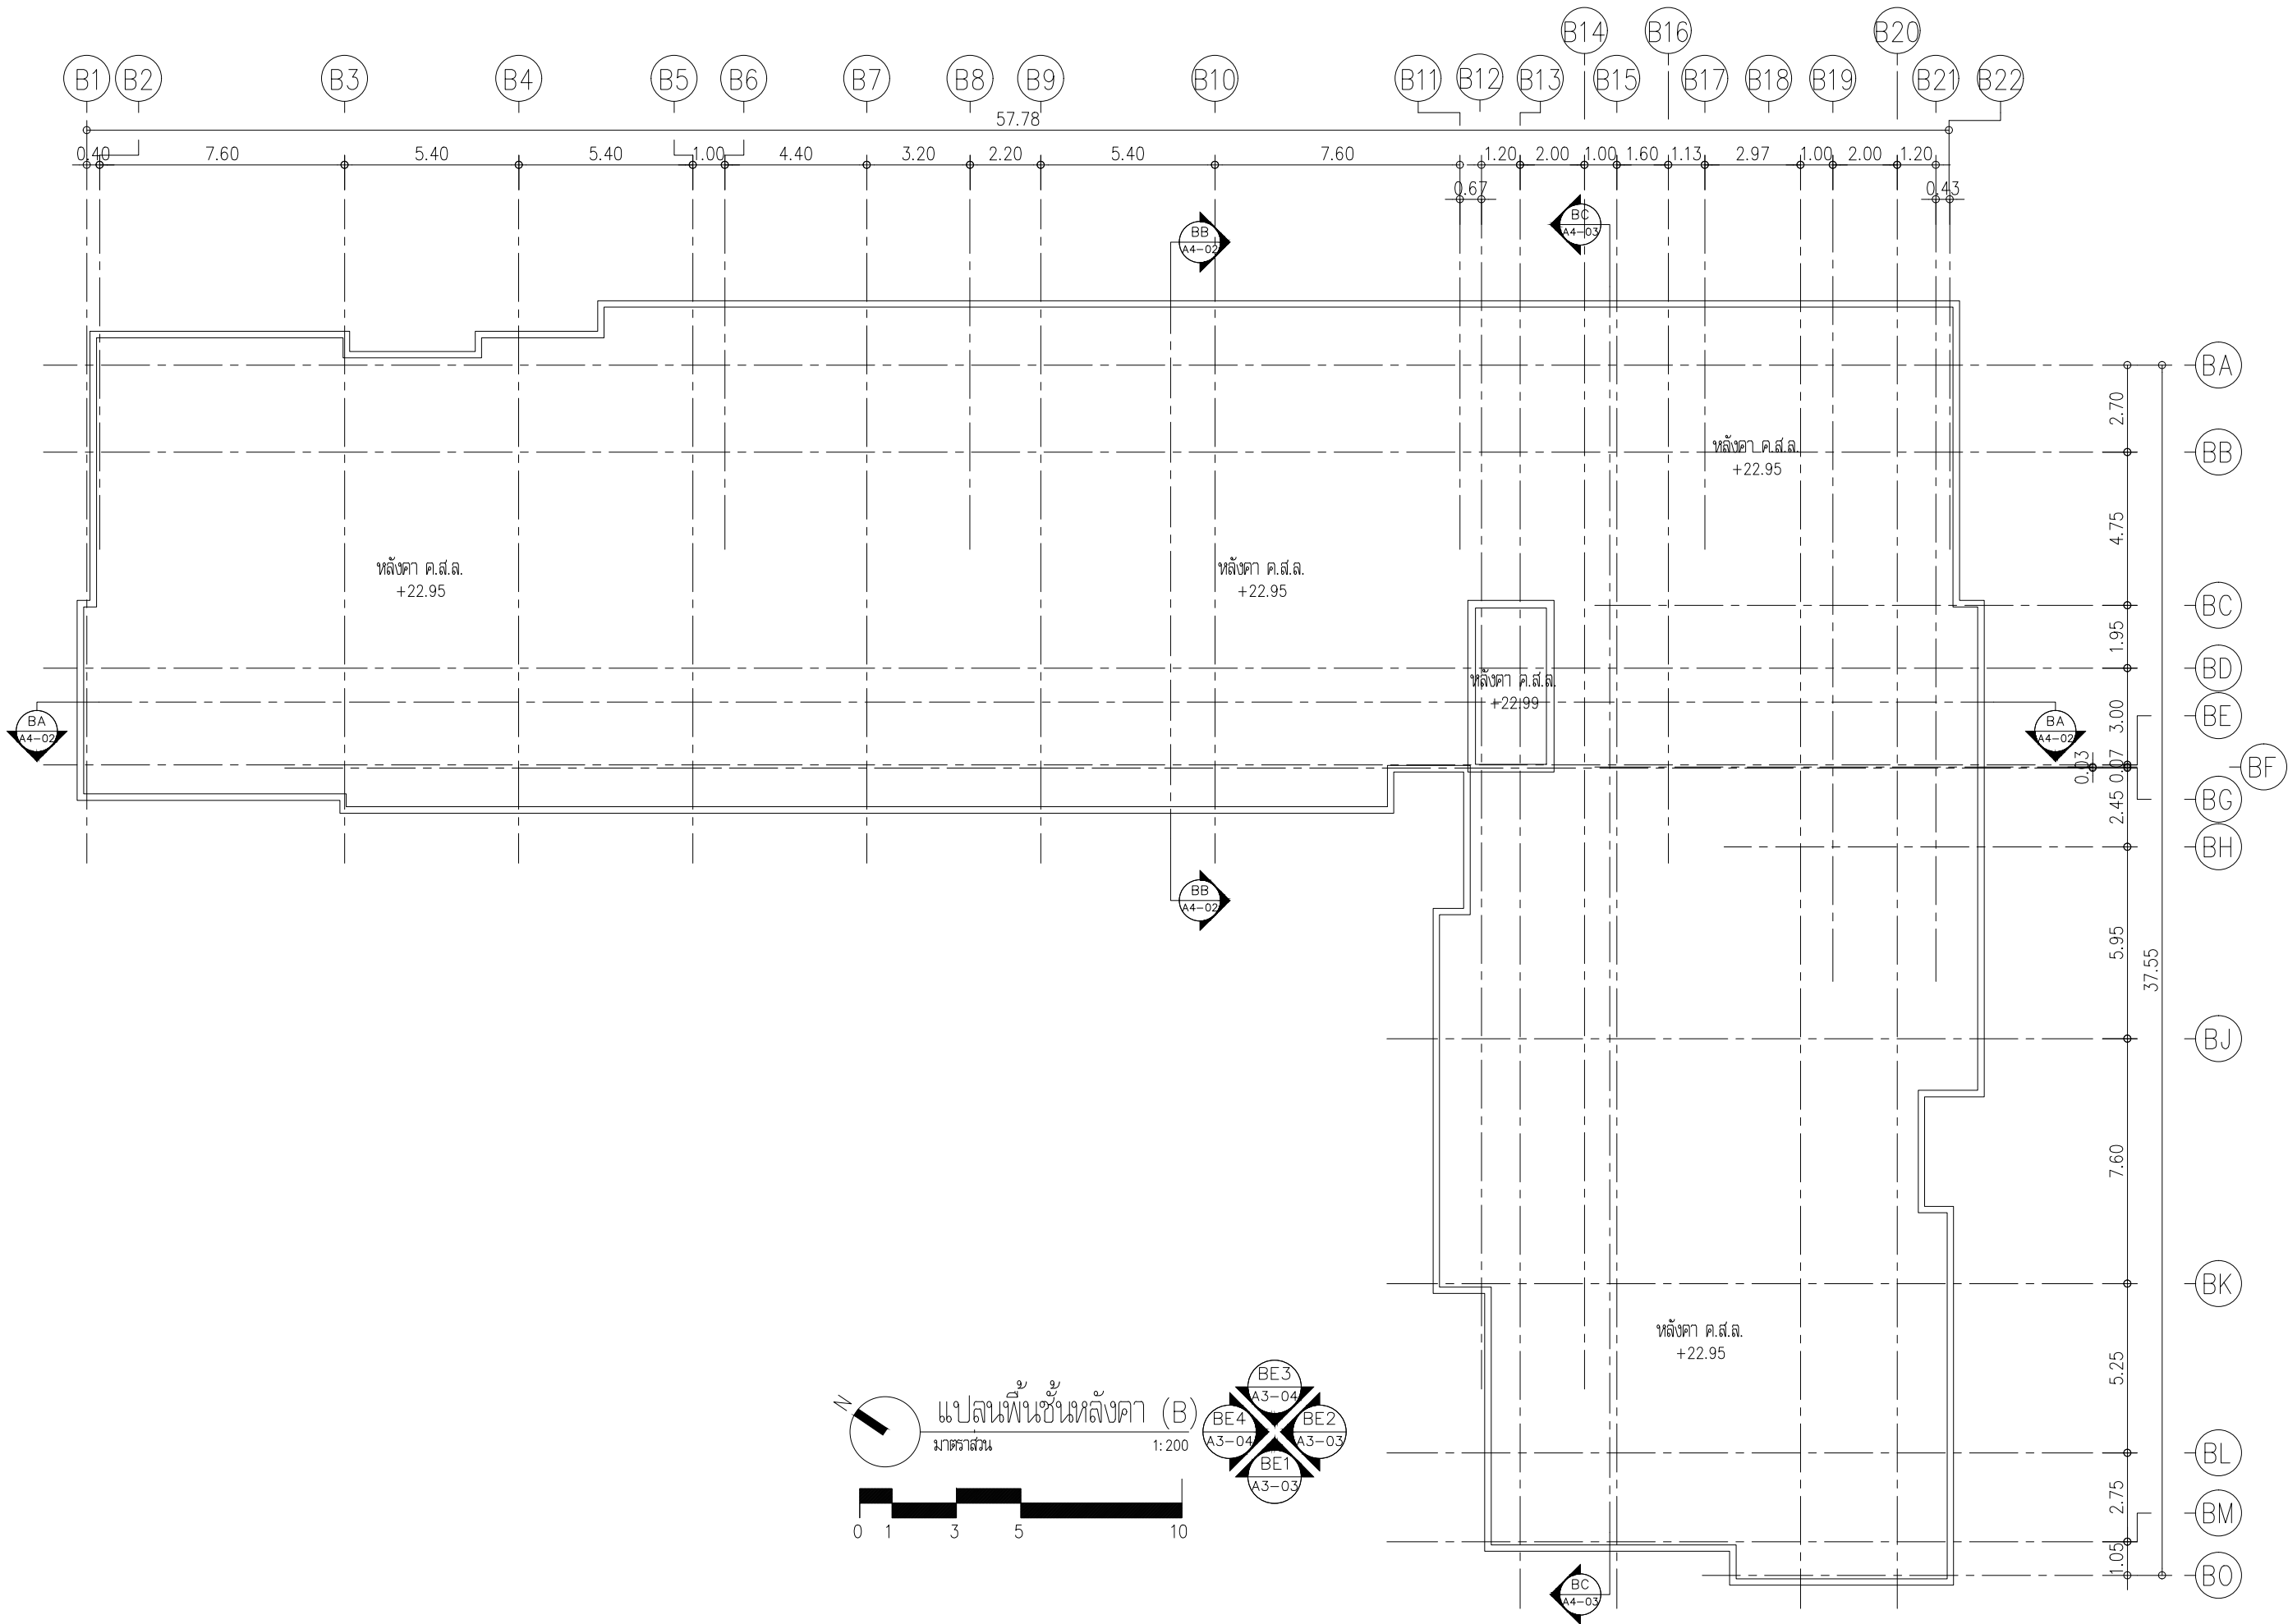 B14 B16 B20
B1 B2 B3 B4 B5 B6 B7 B8 B9 B10 B11 B12 B13 B15 B17 B18 B19 B21 B22
57.78
0.40 7.60 5.40 5.40 1.00 4.40 3.20 2.20 5.40 7.60 1.20 2.00 1.00 1.60 1.13 2.97 1.00 2.00 1.20
0.67 0.43
BB
A4-02
BC
A4-03
BA
2.70
BB
หลังคา ค.ส.ล.
+22.95
4.75
หลังคา ค.ส.ล.
+22.95
หลังคา ค.ส.ล.
+22.95
BC
1.95
BD
หลังคา ค.ส.ล.
+22.99
3.00
BE
BA
A4-02
BA
A4-02
0.03
0.07
BF
2.45
BG
BH
BB
A4-02
5.95
37.55
BJ
7.60
BK
หลังคา ค.ส.ล.
+22.95
5.25
BL
2.75
BM
1.05
BO
BC
A4-03
N
แปลนพื้นชั้นหลังคา (B)
มาตราส่วน 1:200
BE3
A3-04
BE4
A3-04
BE2
A3-03
BE1
A3-03
0 1 3 5 10